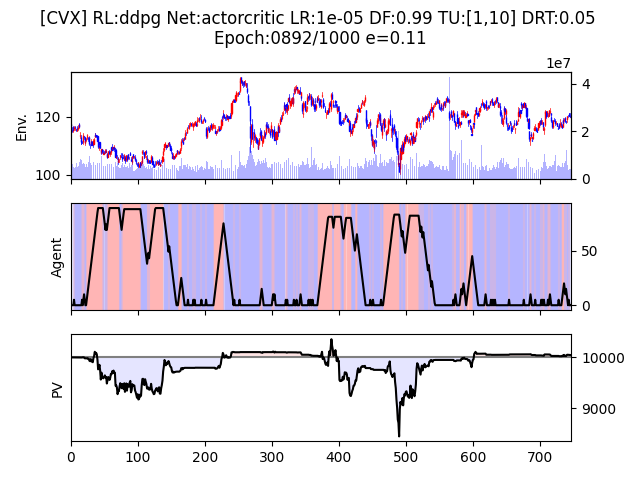 [CVX] RL:ddpg Net:actorcritic LR:1e-05 DF:0.99 TU:[1,10] DRT:0.05
Epoch:0892/1000 e=0.11
1e7
Env.
120
100
4
2
0
Agent
50
0
PV
10000
9000
0 100 200 300 400 500 600 700